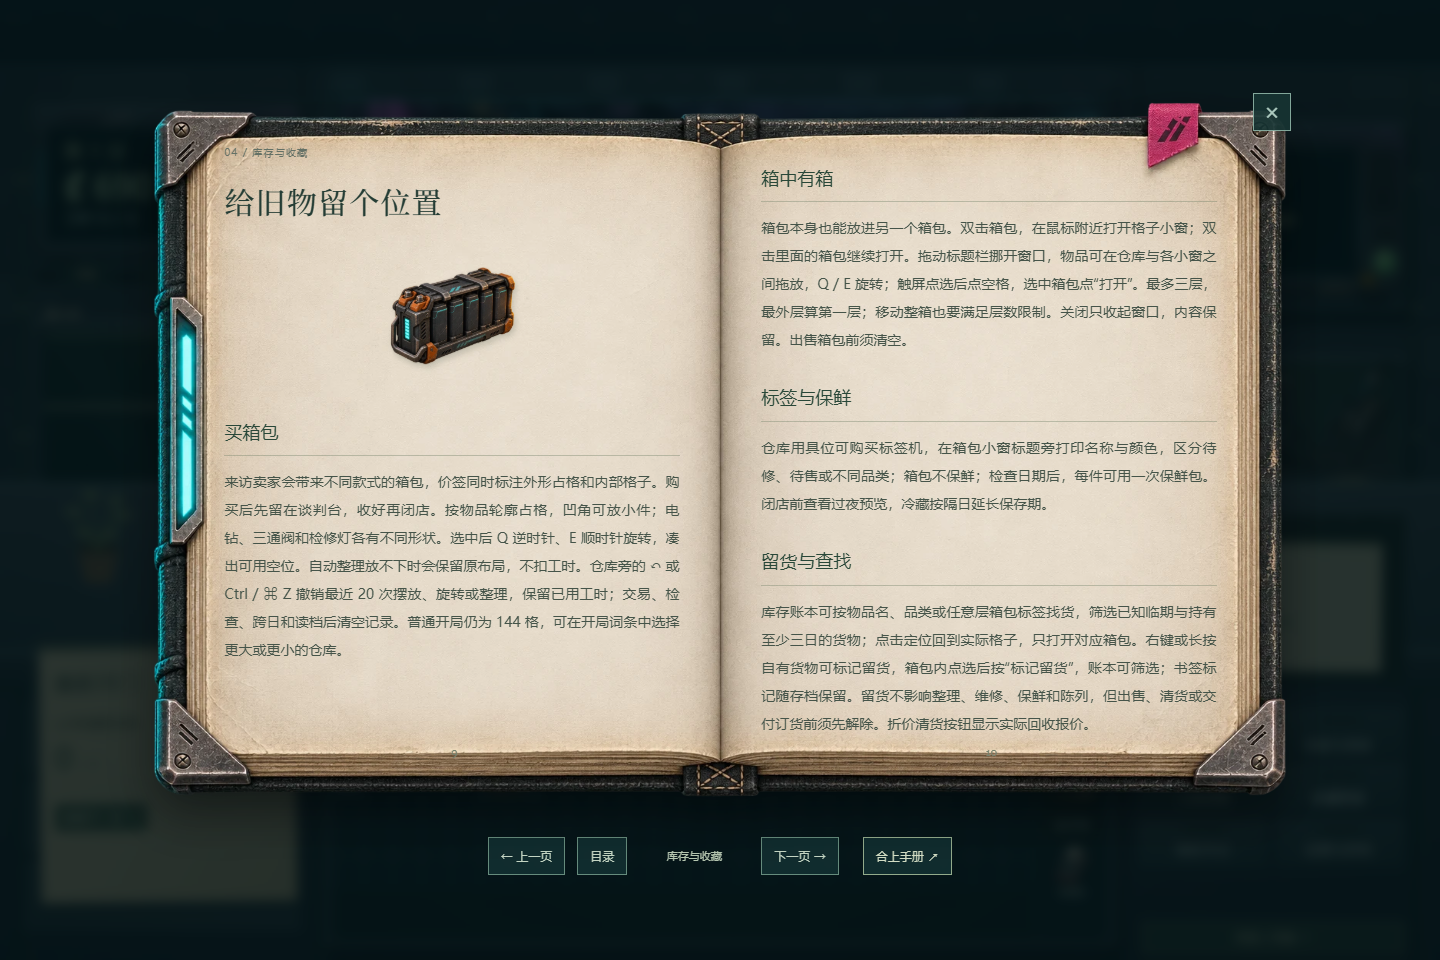 04 / 库存与收藏
给旧物留个位置
买箱包
来访卖家会带来不同款式的箱包，价签同时标注外形占格和内部格子。购
买后先留在谈判台，收好再闭店。按物品轮廓占格，凹角可放小件；电
钻、三通阀和检修灯各有不同形状。选中后 Q 逆时针、E 顺时针旋转，凑
出可用空位。自动整理放不下时会保留原布局，不扣工时。仓库旁的 ↶ 或
Ctrl / ⌘ Z 撤销最近 20 次摆放、旋转或整理，保留已用工时；交易、检
查、跨日和读档后清空记录。普通开局仍为 144 格，可在开局词条中选择
更大或更小的仓库。
箱中有箱
箱包本身也能放进另一个箱包。双击箱包，在鼠标附近打开格子小窗；双
击里面的箱包继续打开。拖动标题栏挪开窗口，物品可在仓库与各小窗之
间拖放，Q / E 旋转；触屏点选后点空格，选中箱包点“打开”。最多三层，
最外层算第一层；移动整箱也要满足层数限制。关闭只收起窗口，内容保
留。出售箱包前须清空。
标签与保鲜
仓库用具位可购买标签机，在箱包小窗标题旁打印名称与颜色，区分待
修、待售或不同品类；箱包不保鲜；检查日期后，每件可用一次保鲜包。
闭店前查看过夜预览，冷藏按隔日延长保存期。
留货与查找
库存账本可按物品名、品类或任意层箱包标签找货，筛选已知临期与持有
至少三日的货物；点击定位回到实际格子，只打开对应箱包。右键或长按
自有货物可标记留货，箱包内点选后按“标记留货”，账本可筛选；书签标
记随存档保留。留货不影响整理、维修、保鲜和陈列，但出售、清货或交
付订货前须先解除。折价清货按钮显示实际回收报价。
×
← 上一页
目录
库存与收藏
下一页 →
合上手册 ↗